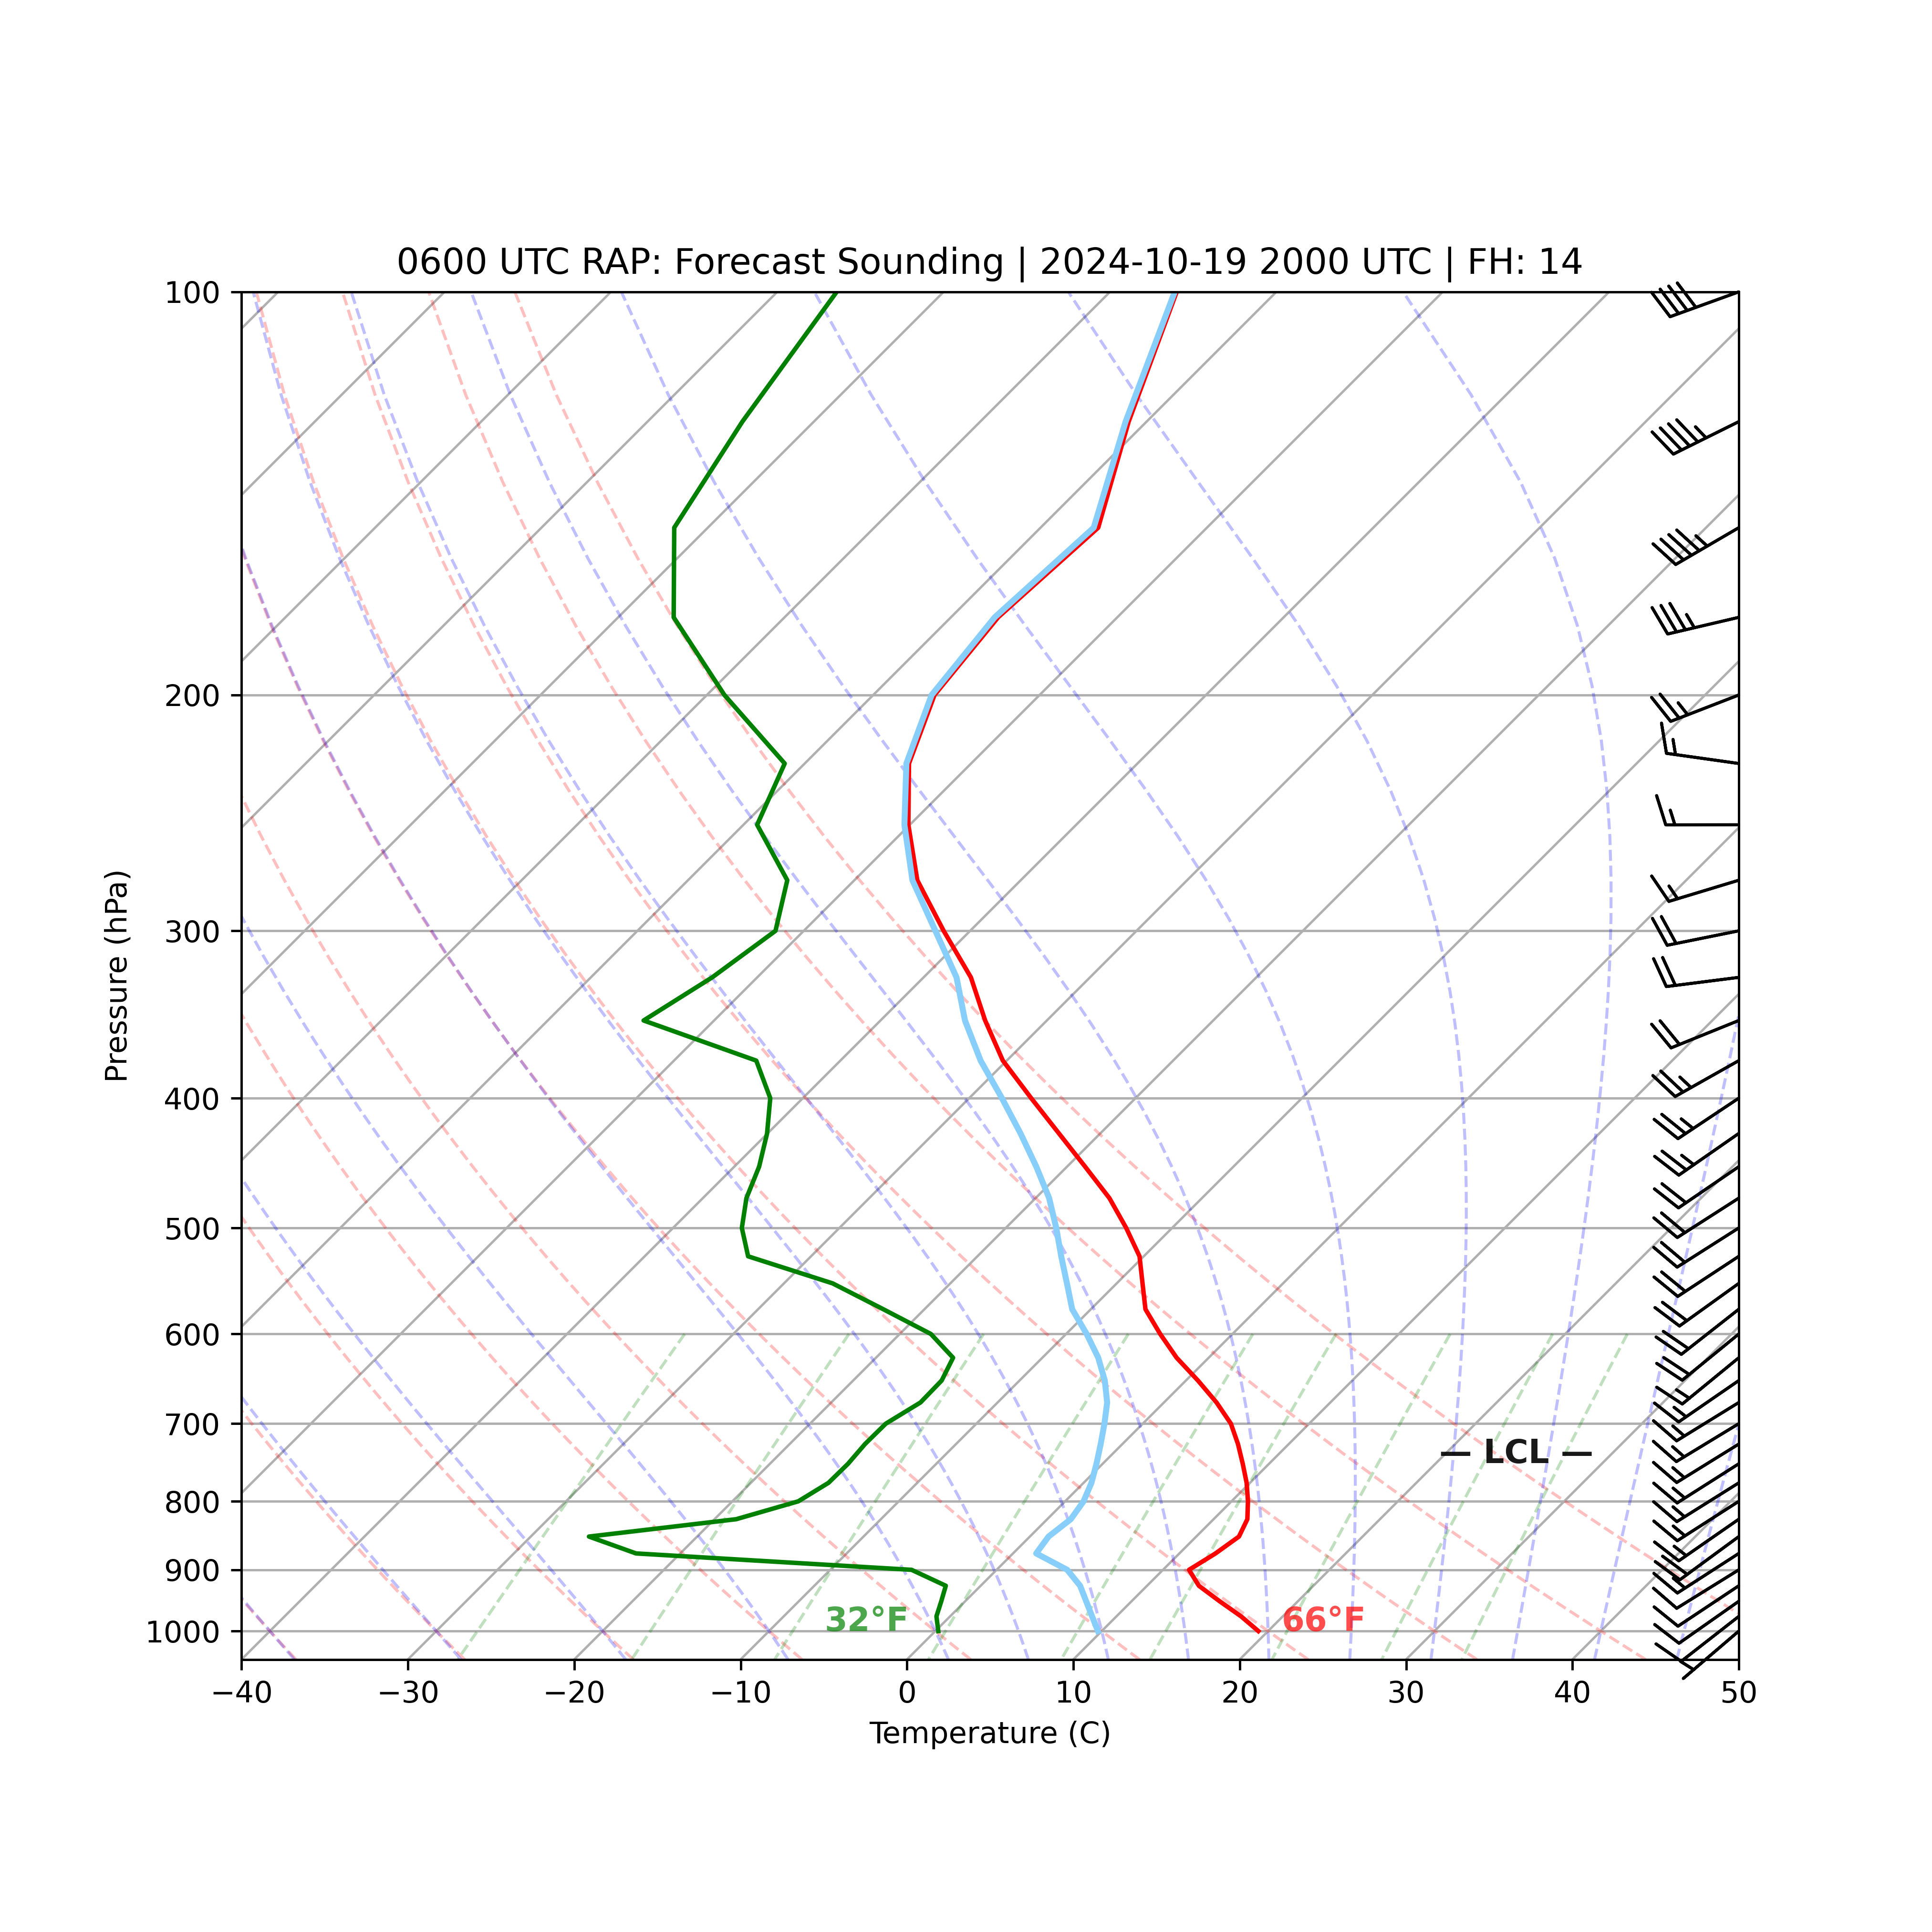 0600 UTC RAP: Forecast Sounding | 2024-10-19 2000 UTC | FH: 14
100
200
300
400
500
600
700
800
900
1000
Pressure (hPa)
— LCL —
32°F
66°F
−40 −30 −20 −10 0 10 20 30 40 50
Temperature (C)